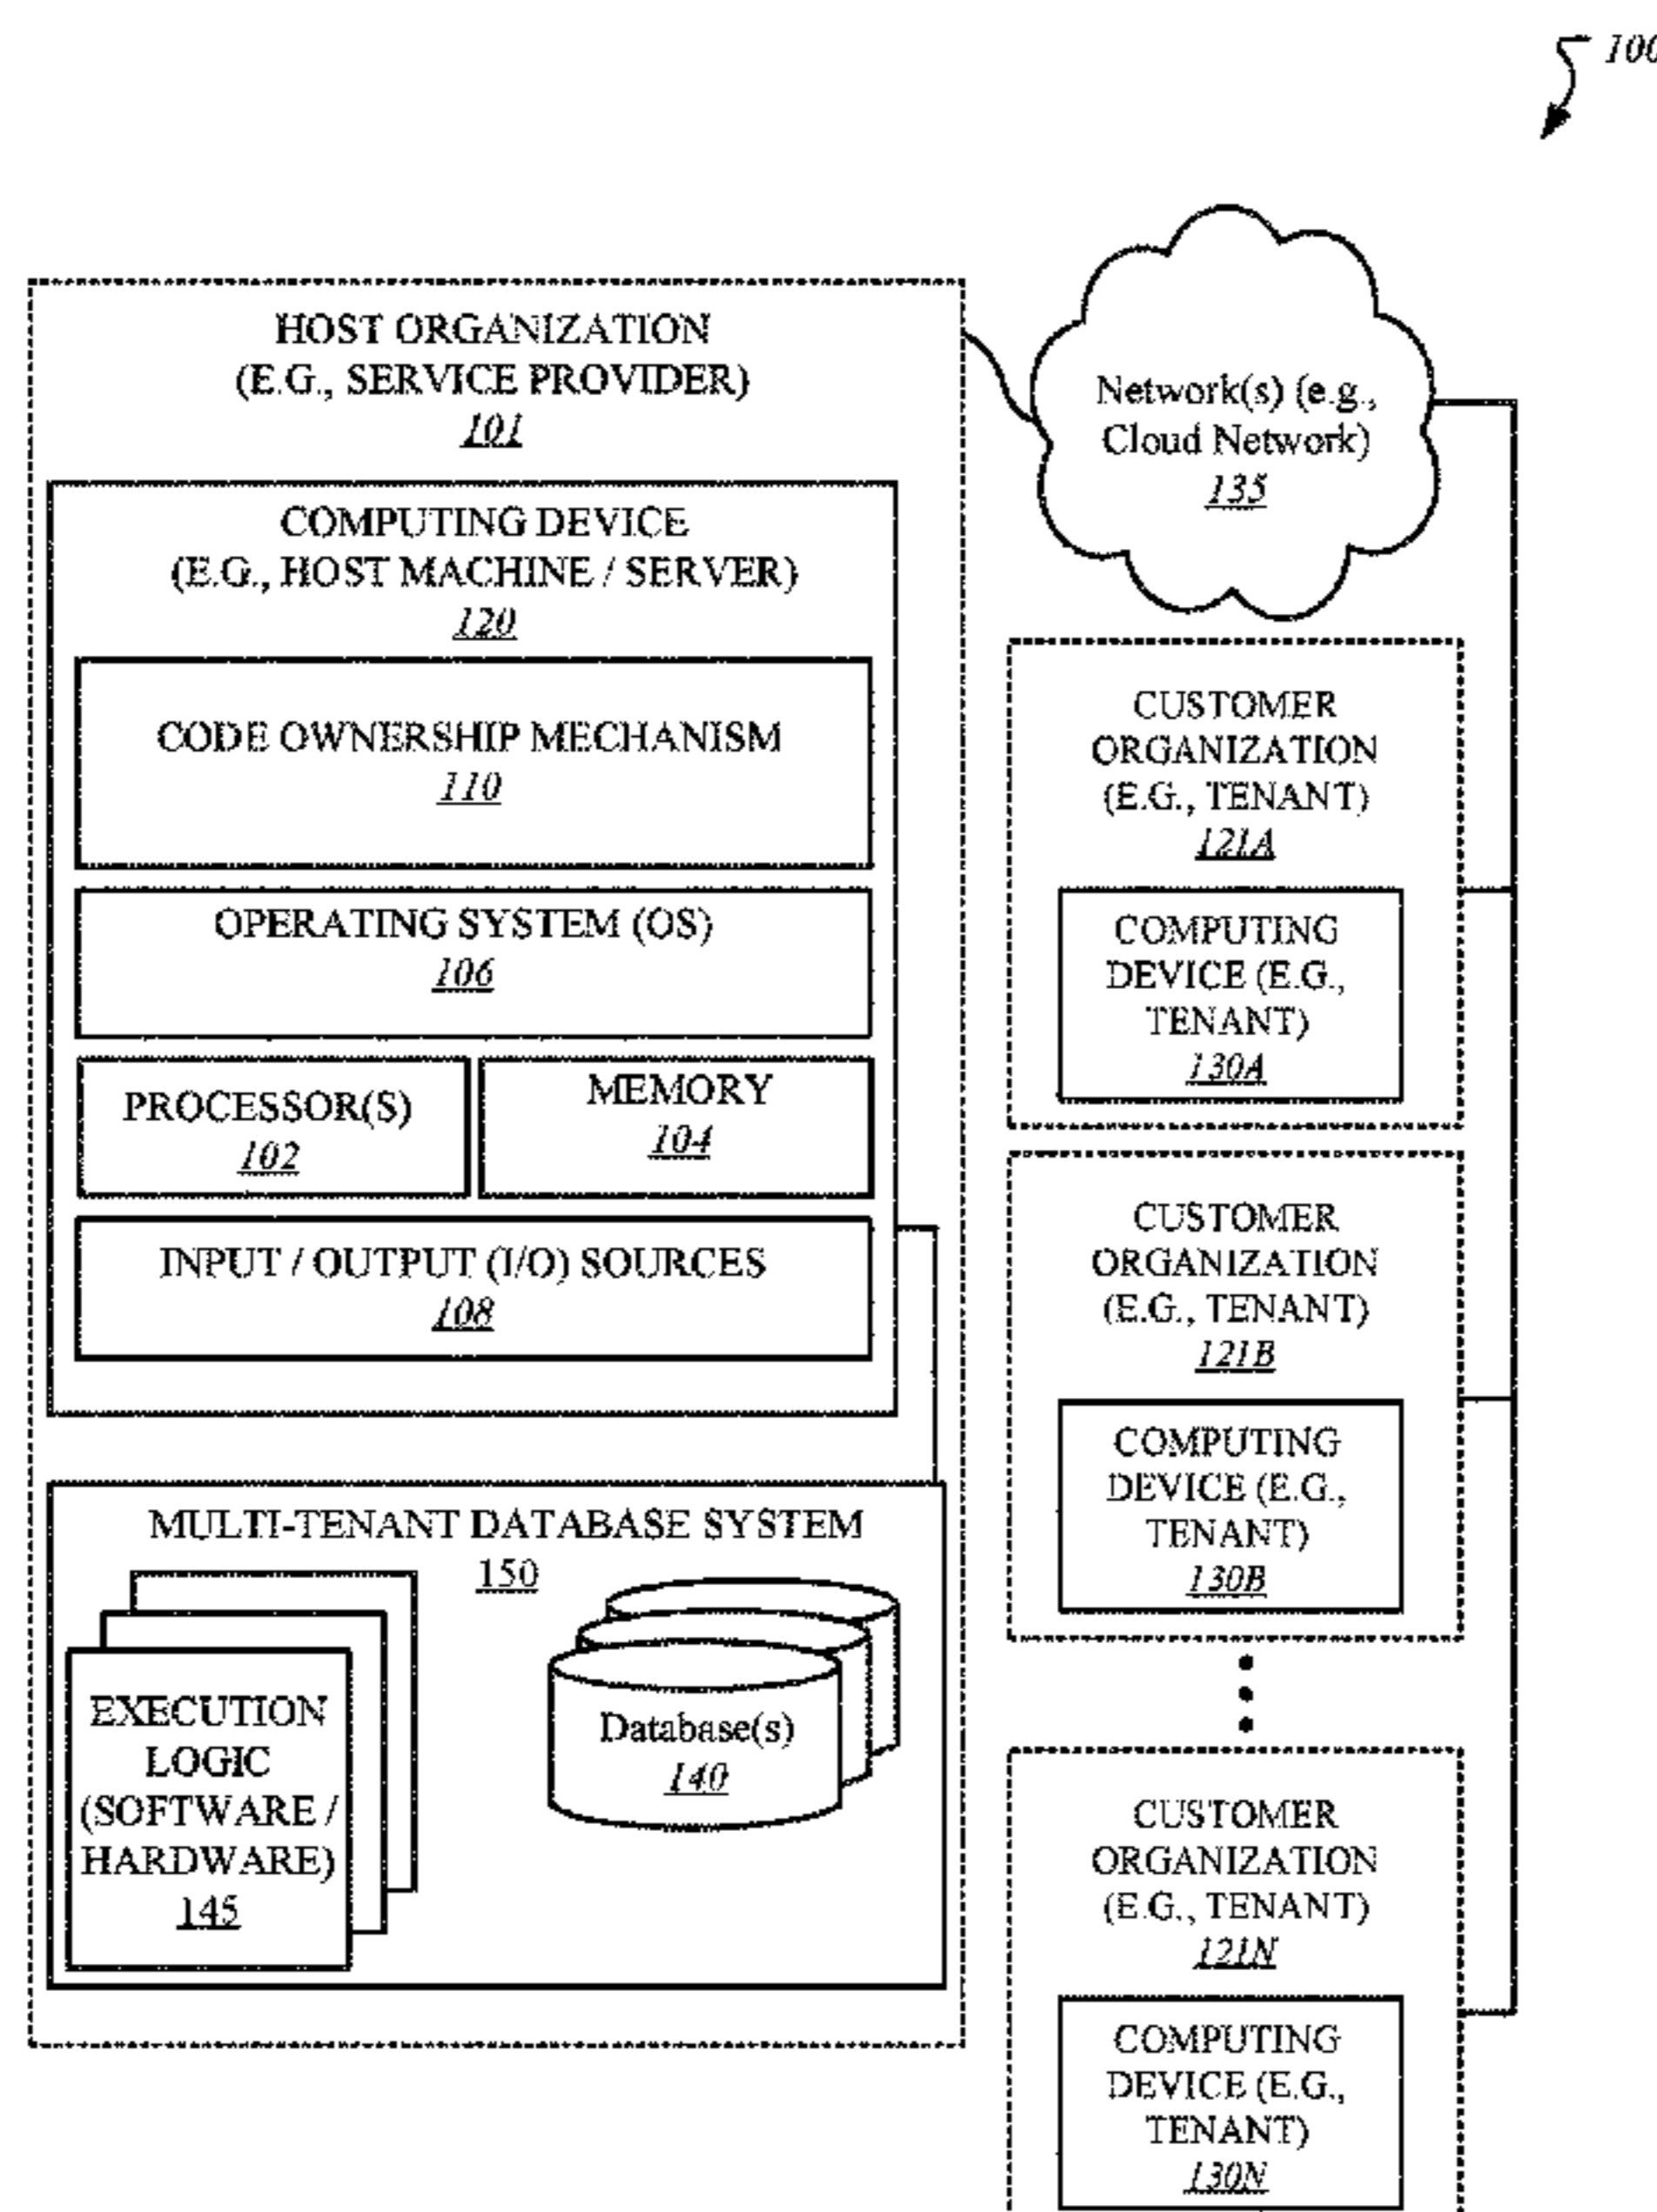 100
HOST ORGANIZATION
(E.G., SERVICE PROVIDER)
101
COMPUTING DEVICE
(E.G., HOST MACHINE / SERVER)
120
CODE OWNERSHIP MECHANISM
110
OPERATING SYSTEM (OS)
106
PROCESSOR(S)
102
MEMORY
104
INPUT / OUTPUT (I/O) SOURCES
108
MULTI-TENANT DATABASE SYSTEM
150
EXECUTION
LOGIC
(SOFTWARE /
HARDWARE)
145
Database(s)
140
Network(s) (e.g.,
Cloud Network)
135
CUSTOMER
ORGANIZATION
(E.G., TENANT)
121A
COMPUTING
DEVICE (E.G.,
TENANT)
130A
CUSTOMER
ORGANIZATION
(E.G., TENANT)
121B
COMPUTING
DEVICE (E.G.,
TENANT)
130B
CUSTOMER
ORGANIZATION
(E.G., TENANT)
121N
COMPUTING
DEVICE (E.G.,
TENANT)
130N